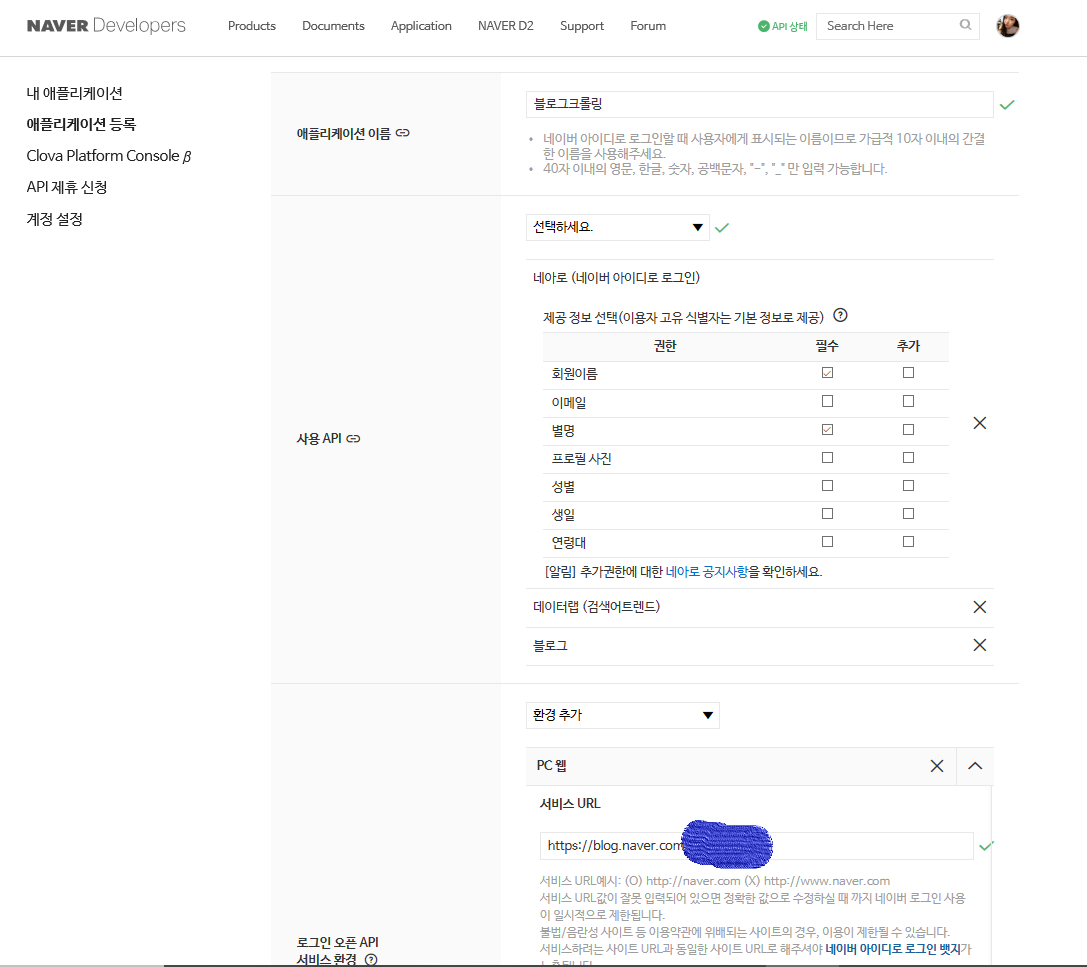 NAVER Developers
Products Documents Application NAVER D2 Support Forum
API 상태 Search Here
내 애플리케이션
애플리케이션 등록
Clova Platform Console β
API 제휴 신청
계정 설정
애플리케이션 이름
블로그크롤링
네이버 아이디로 로그인할 때 사용자에게 표시되는 이름이므로 가급적 10자 이내의 간결
한 이름을 사용해주세요.
40자 이내의 영문, 한글, 숫자, 공백문자, "-", "_" 만 입력 가능합니다.
사용 API
선택하세요.
네아로 (네이버 아이디로 로그인)
제공 정보 선택(이용자 고유 식별자는 기본 정보로 제공)
권한 필수 추가
회원이름
이메일
별명
프로필 사진
성별
생일
연령대
[알림] 추가권한에 대한 네아로 공지사항을 확인하세요.
데이터랩 (검색어트렌드)
블로그
로그인 오픈 API
서비스 환경
환경 추가
PC 웹
서비스 URL
https://blog.naver.com
서비스 URL예시: (O) http://naver.com (X) http://www.naver.com
서비스 URL값이 잘못 입력되어 있으면 정확한 값으로 수정하실 때 까지 네이버 로그인 사용
이 일시적으로 제한됩니다.
불법/음란성 사이트 등 이용약관에 위배되는 사이트의 경우, 이용이 제한될 수 있습니다.
서비스하려는 사이트 URL과 동일한 사이트 URL로 해주셔야 네이버 아이디로 로그인 뱃지가